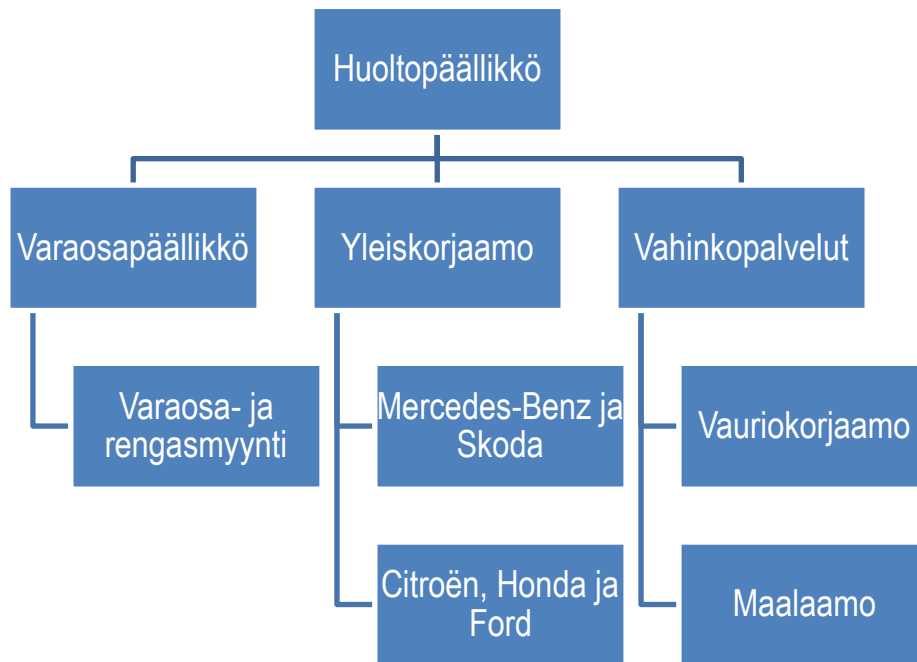 Huoltopäällikkö
Varaosapäällikkö
Yleiskorjaamo
Vahinkopalvelut
Varaosa- ja
rengasmyynti
Mercedes-Benz ja
Skoda
Vauriokorjaamo
Citroën, Honda ja
Ford
Maalaamo